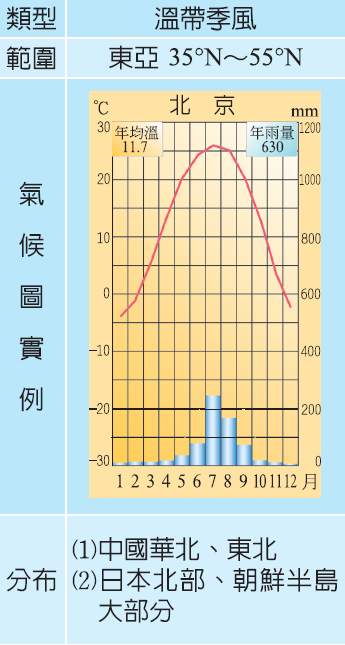 類型 溫帶季風
範圍 東亞 35°N～55°N
氣候圖實例
℃ 北京 mm
年均溫 11.7
年雨量 630
30 1200
20 1000
10 800
0 600
-10 400
-20 200
-30 0
1 2 3 4 5 6 7 8 9 10 11 12 月
分布
(1)中國華北、東北
(2)日本北部、朝鮮半島
大部分